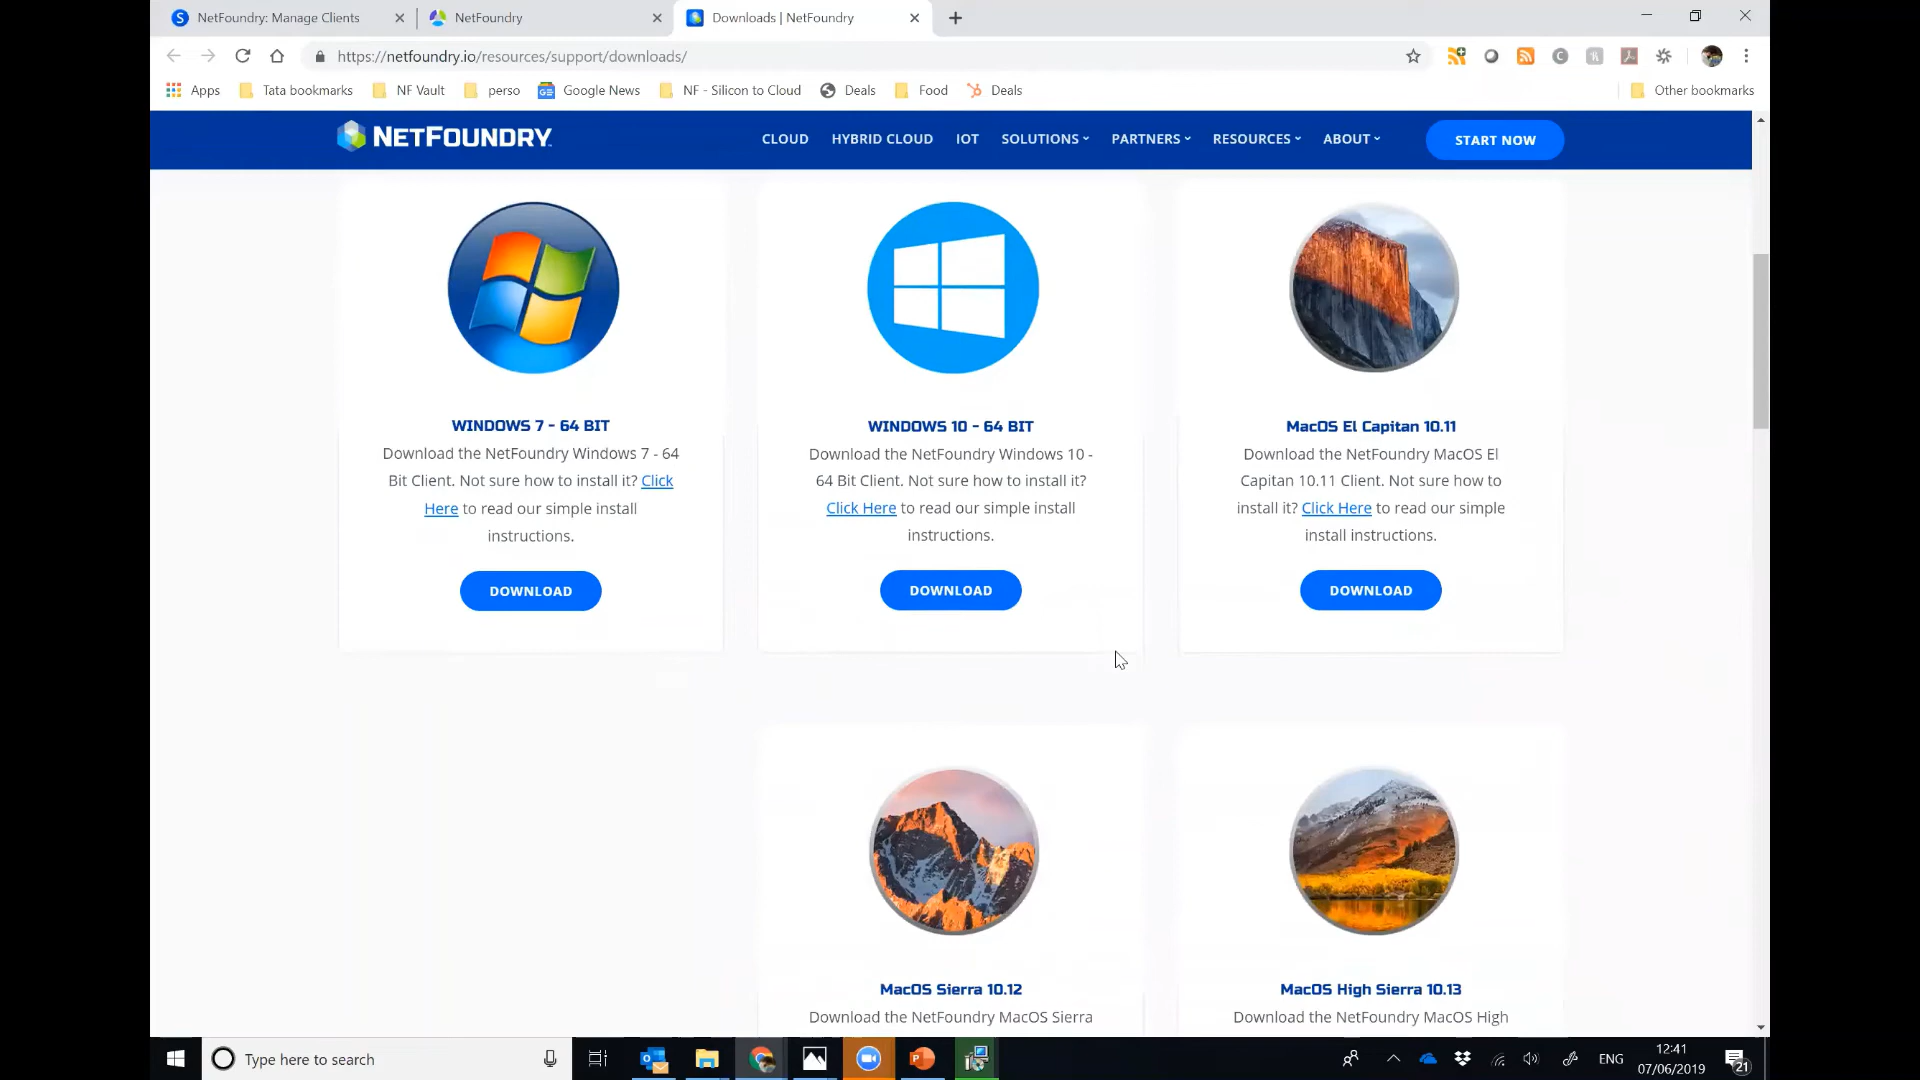 NetFoundry: Manage Clients
NetFoundry
Downloads | NetFoundry
https://netfoundry.io/resources/support/downloads/
Apps
Tata bookmarks
NF Vault
perso
Google News
NF - Silicon to Cloud
Deals
Food
Deals
Other bookmarks
NETFOUNDRY
CLOUD
HYBRID CLOUD
IOT
SOLUTIONS
PARTNERS
RESOURCES
ABOUT
START NOW
WINDOWS 7 - 64 BIT
Download the NetFoundry Windows 7 - 64
Bit Client. Not sure how to install it? Click
Here to read our simple install
instructions.
DOWNLOAD
WINDOWS 10 - 64 BIT
Download the NetFoundry Windows 10 -
64 Bit Client. Not sure how to install it?
Click Here to read our simple install
instructions.
DOWNLOAD
MacOS El Capitan 10.11
Download the NetFoundry MacOS El
Capitan 10.11 Client. Not sure how to
install it? Click Here to read our simple
install instructions.
DOWNLOAD
MacOS Sierra 10.12
Download the NetFoundry MacOS Sierra
MacOS High Sierra 10.13
Download the NetFoundry MacOS High
Type here to search
ENG
12:41
07/06/2019
21